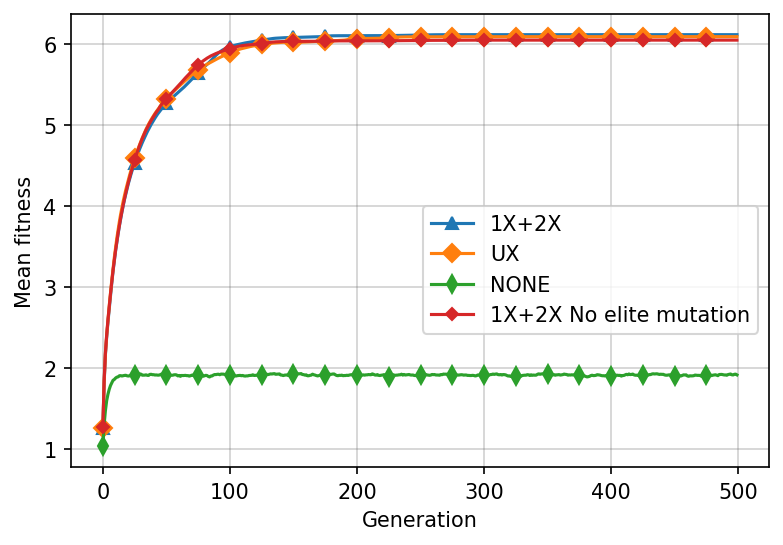 6
5
4
3
2
1
Mean fitness
1X+2X
UX
NONE
1X+2X No elite mutation
0 100 200 300 400 500
Generation